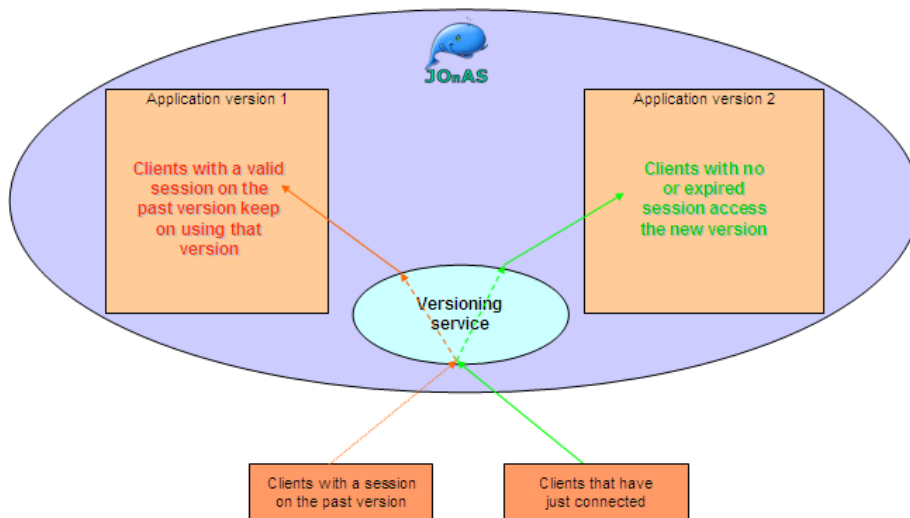 JOnAS
Application version 1
Application version 2
Clients with a valid
session on the
past version keep
on using that
version
Clients with no
or expired
session access
the new version
Versioning
service
Clients with a session
on the past version
Clients that have
just connected